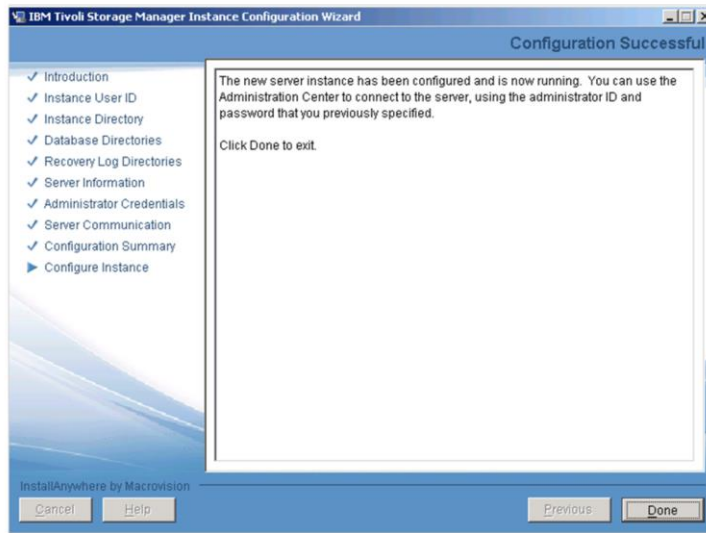 IBM Tivoli Storage Manager Instance Configuration Wizard
Configuration Successful
Introduction
Instance User ID
Instance Directory
Database Directories
Recovery Log Directories
Server Information
Administrator Credentials
Server Communication
Configuration Summary
Configure Instance
The new server instance has been configured and is now running. You can use the
Administration Center to connect to the server, using the administrator ID and
password that you previously specified.
Click Done to exit.
InstallAnywhere by Macrovision
Cancel
Help
Previous
Done